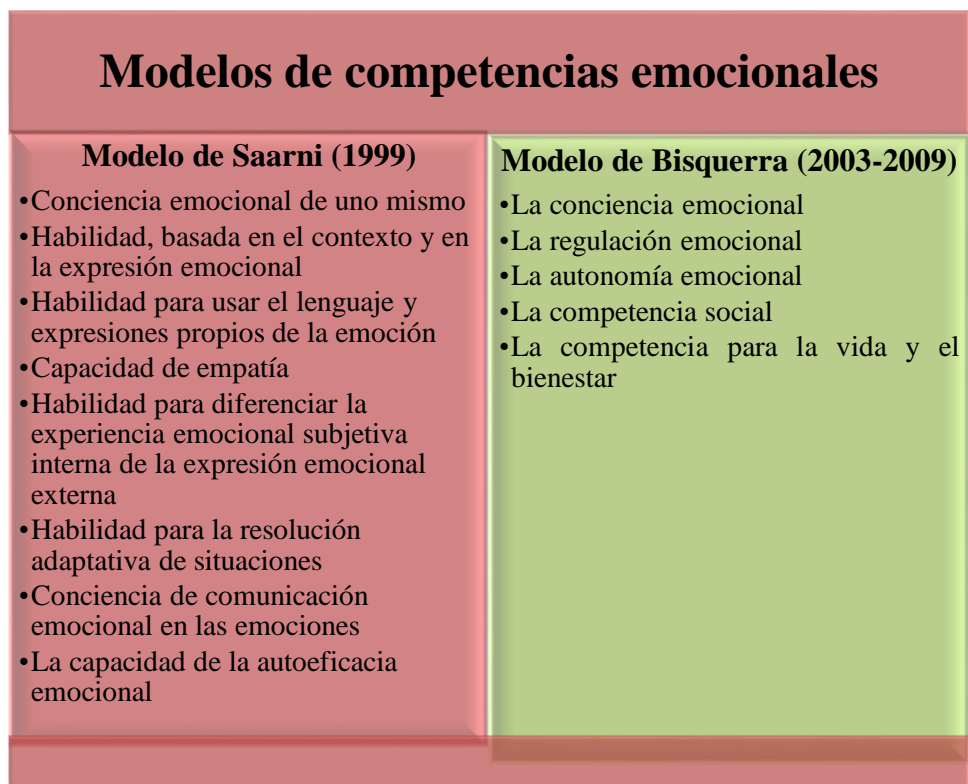 Modelos de competencias emocionales
Modelo de Saarni (1999)
•Conciencia emocional de uno mismo
•Habilidad, basada en el contexto y en
la expresión emocional
•Habilidad para usar el lenguaje y
expresiones propios de la emoción
•Capacidad de empatía
•Habilidad para diferenciar la
experiencia emocional subjetiva
interna de la expresión emocional
externa
•Habilidad para la resolución
adaptativa de situaciones
•Conciencia de comunicación
emocional en las emociones
•La capacidad de la autoeficacia
emocional
Modelo de Bisquerra (2003-2009)
•La conciencia emocional
•La regulación emocional
•La autonomía emocional
•La competencia social
•La competencia para la vida y el
bienestar